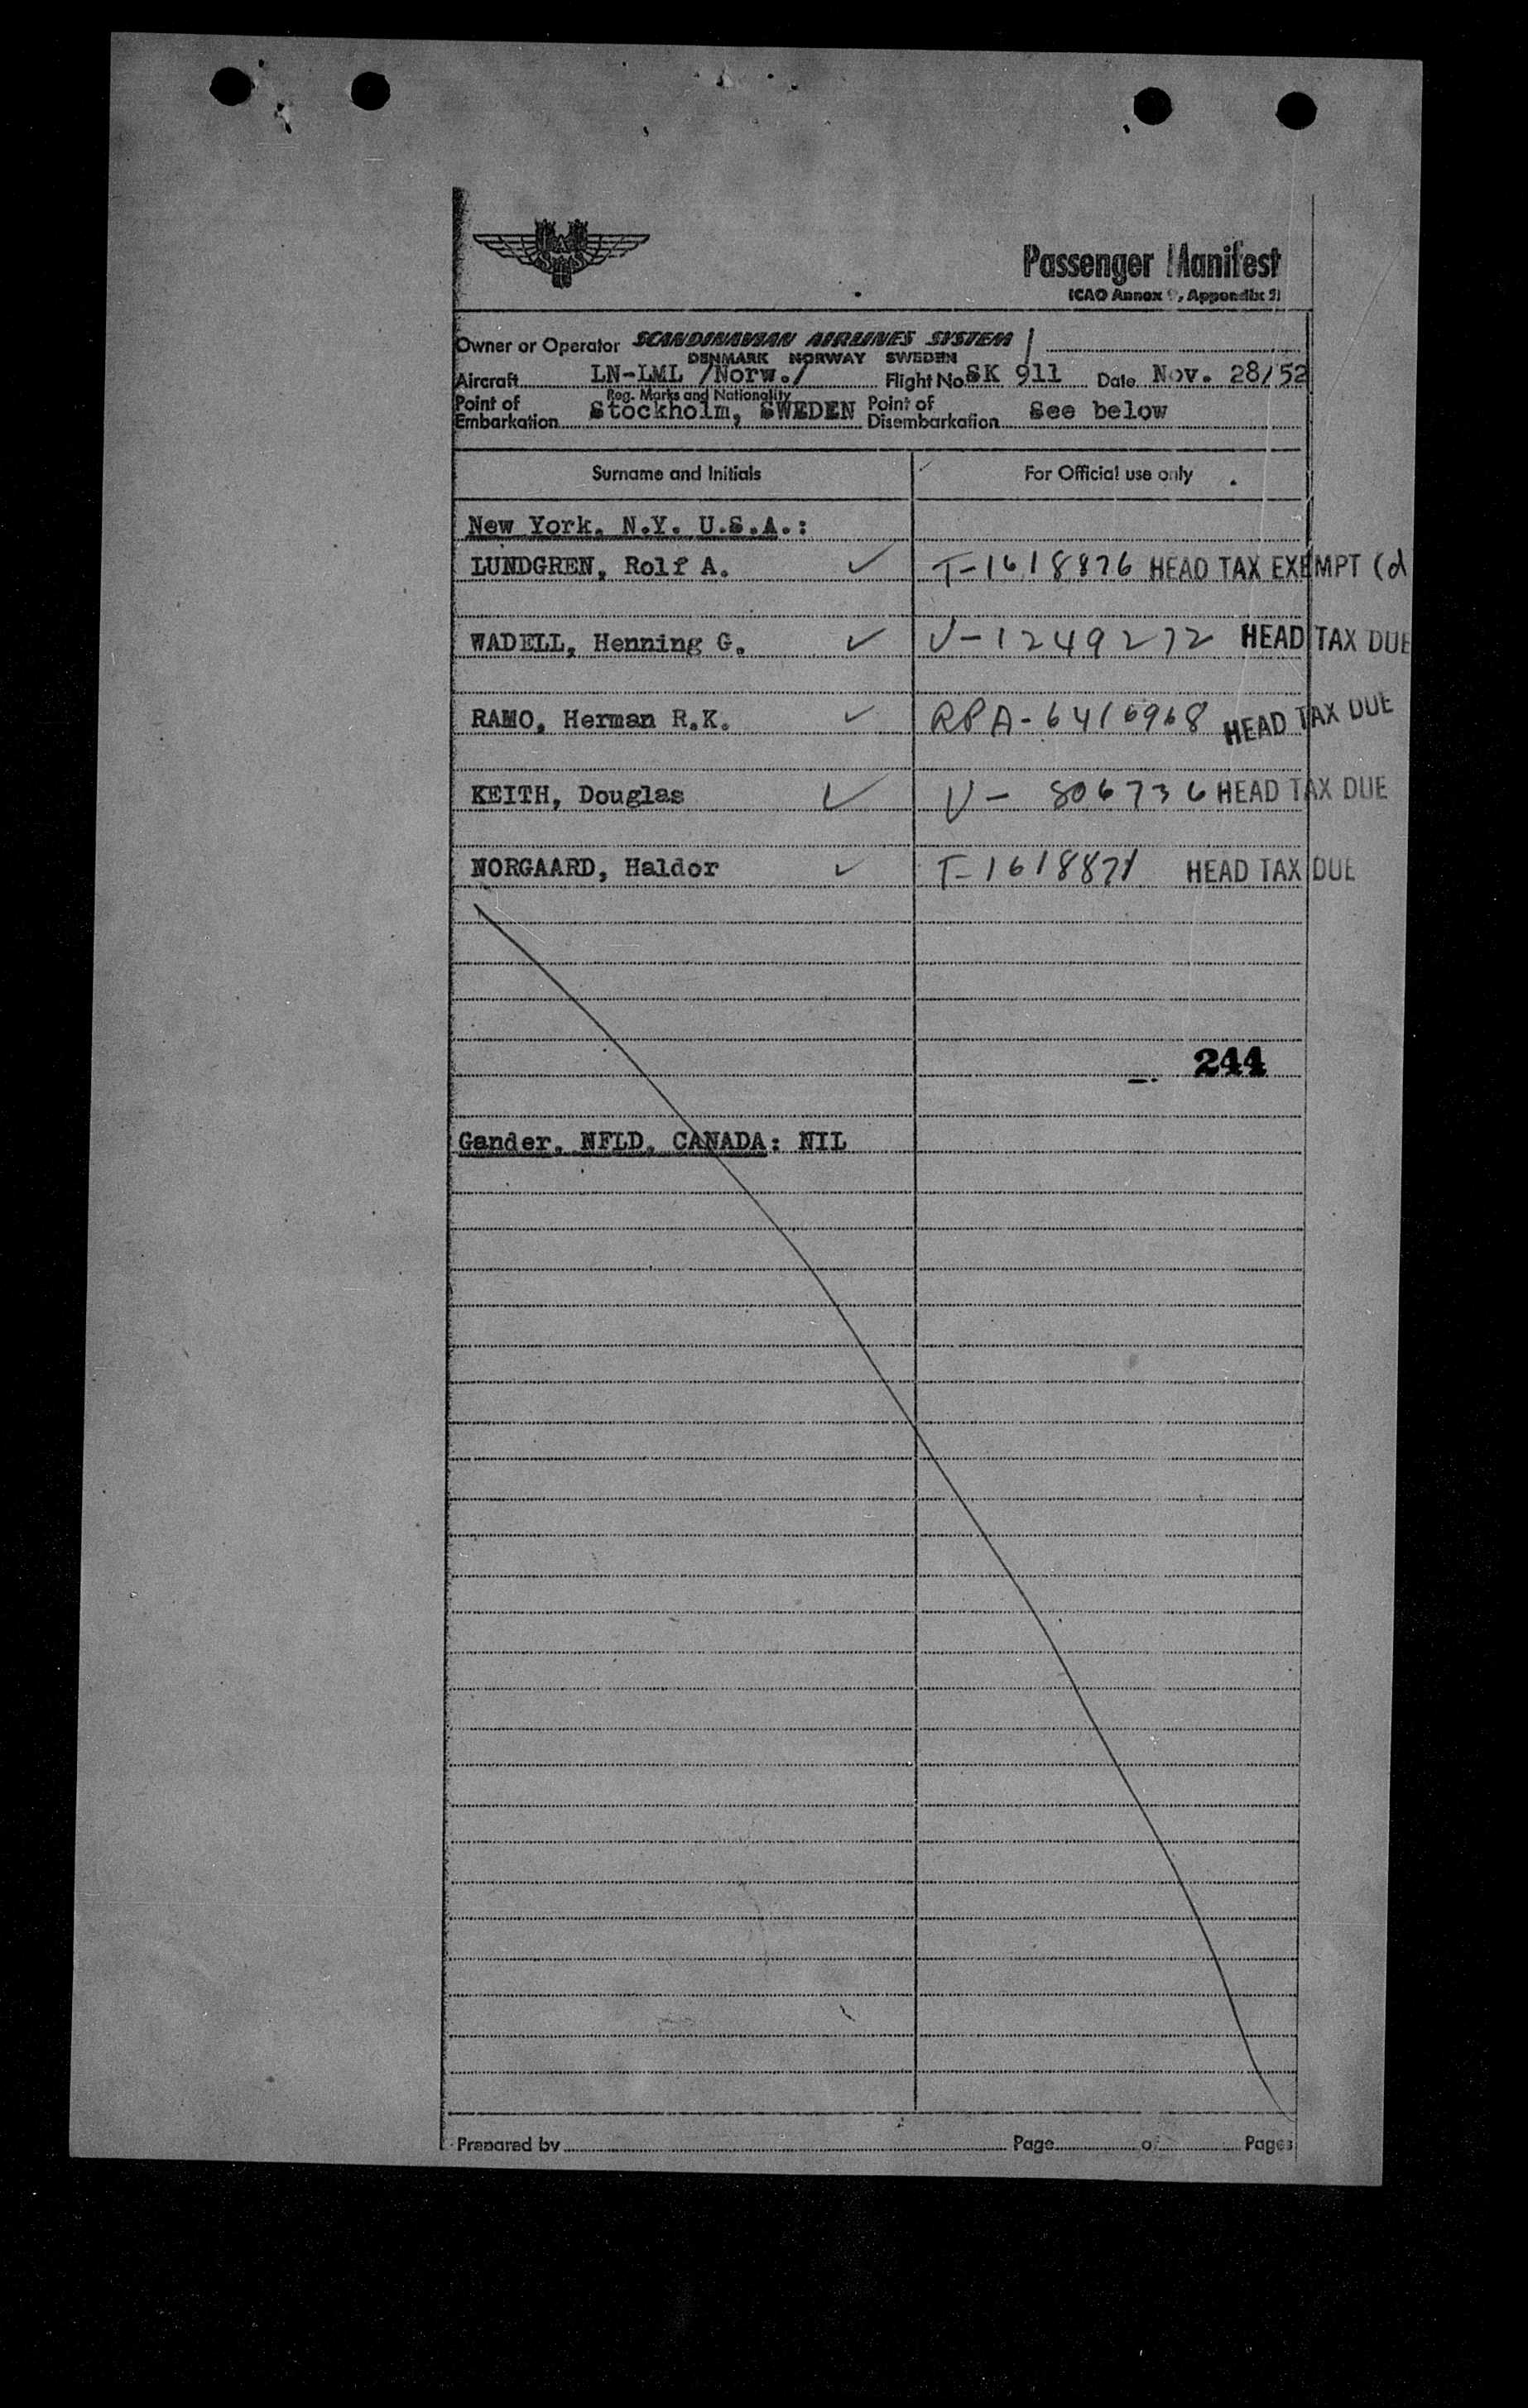 SAS
Passenger Manifest
ICAO Annex 9, Appendix 5
Owner or Operator SCANDINAVIAN AIRLINES SYSTEM
DENMARK NORWAY SWEDEN
Aircraft LN-LML /Norw./ Flight No. SK 911 Date Nov. 28/52
Reg. Marks and Nationality
Point of Embarkation Stockholm, SWEDEN Point of Disembarkation See below
Surname and Initials For Official use only
New York, N.Y. U.S.A.:
LUNDGREN, Rolf A. ✓ T-1618876 HEAD TAX EXEMPT (d
WADELL, Henning G. ✓ V-1249272 HEAD TAX DUE
RAMO, Herman R.K. ✓ RPA-6416968 HEAD TAX DUE
KEITH, Douglas ✓ V-806736 HEAD TAX DUE
NORGAARD, Haldor ✓ T-1618871 HEAD TAX DUE
244
Gander, NFLD, CANADA: NIL
Prepared by Page of Pages